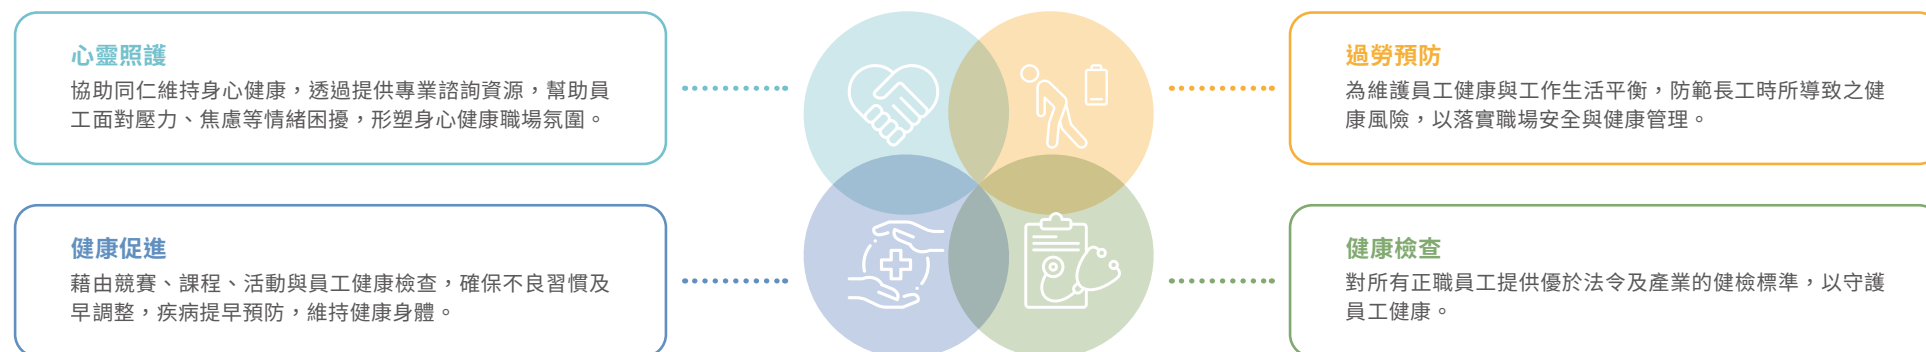 心靈照護
協助同仁維持身心健康，透過提供專業諮詢資源，幫助員
工面對壓力、焦慮等情緒困擾，形塑身心健康職場氛圍。
過勞預防
為維護員工健康與工作生活平衡，防範長工時所導致之健
康風險，以落實職場安全與健康管理。
健康促進
藉由競賽、課程、活動與員工健康檢查，確保不良習慣及
早調整，疾病提早預防，維持健康身體。
健康檢查
對所有正職員工提供優於法令及產業的健檢標準，以守護
員工健康。